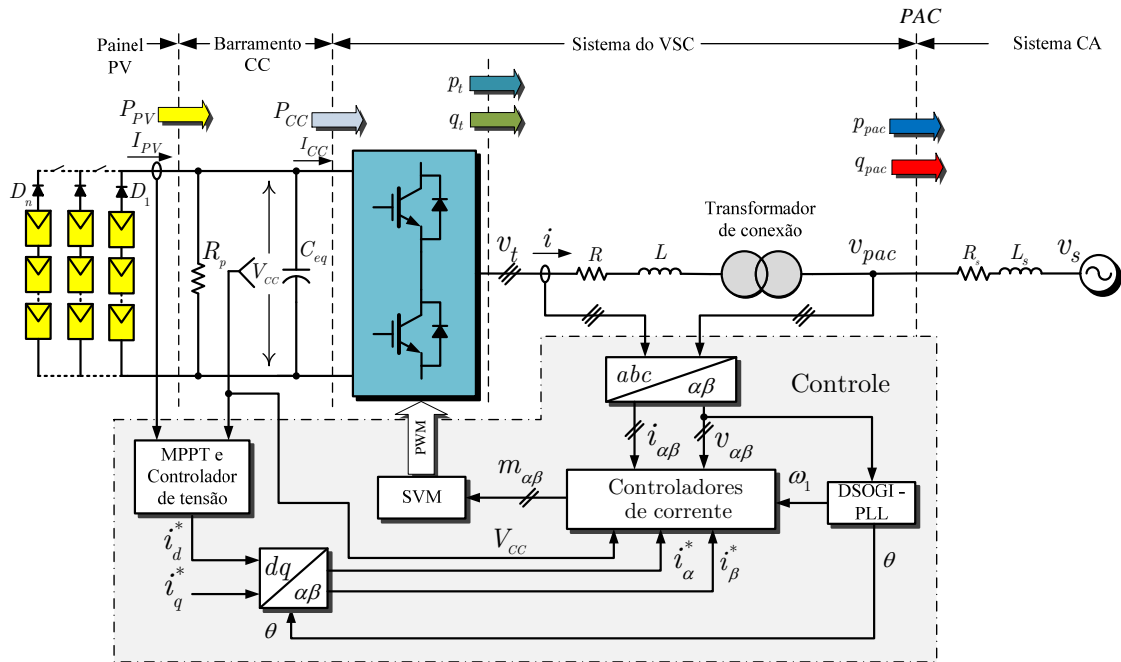 PAC
Painel
PV
Barramento
CC
Sistema do VSC
Sistema CA
P_PV
P_CC
p_t
q_t
p_pac
q_pac
I_PV
I_CC
D_n
D_1
R_p
V_CC
C_eq
v_t
i
R
L
Transformador
de conexão
v_pac
R_s
L_s
v_s
abc
αβ
Controle
PWM
i_αβ
v_αβ
MPPT e
Controlador
de tensão
SVM
m_αβ
Controladores
de corrente
ω_1
DSOGI -
PLL
V_CC
i_d^*
i_q^*
dq
αβ
i_α^*
i_β^*
θ
θ